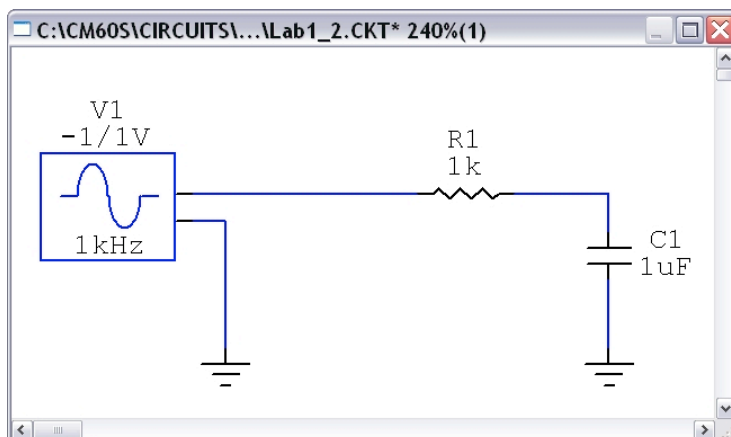 C:\CM60S\CIRCUITS\...\Lab1_2.CKT* 240%(1)
V1
-1/1V
1kHz
R1
1k
C1
1uF